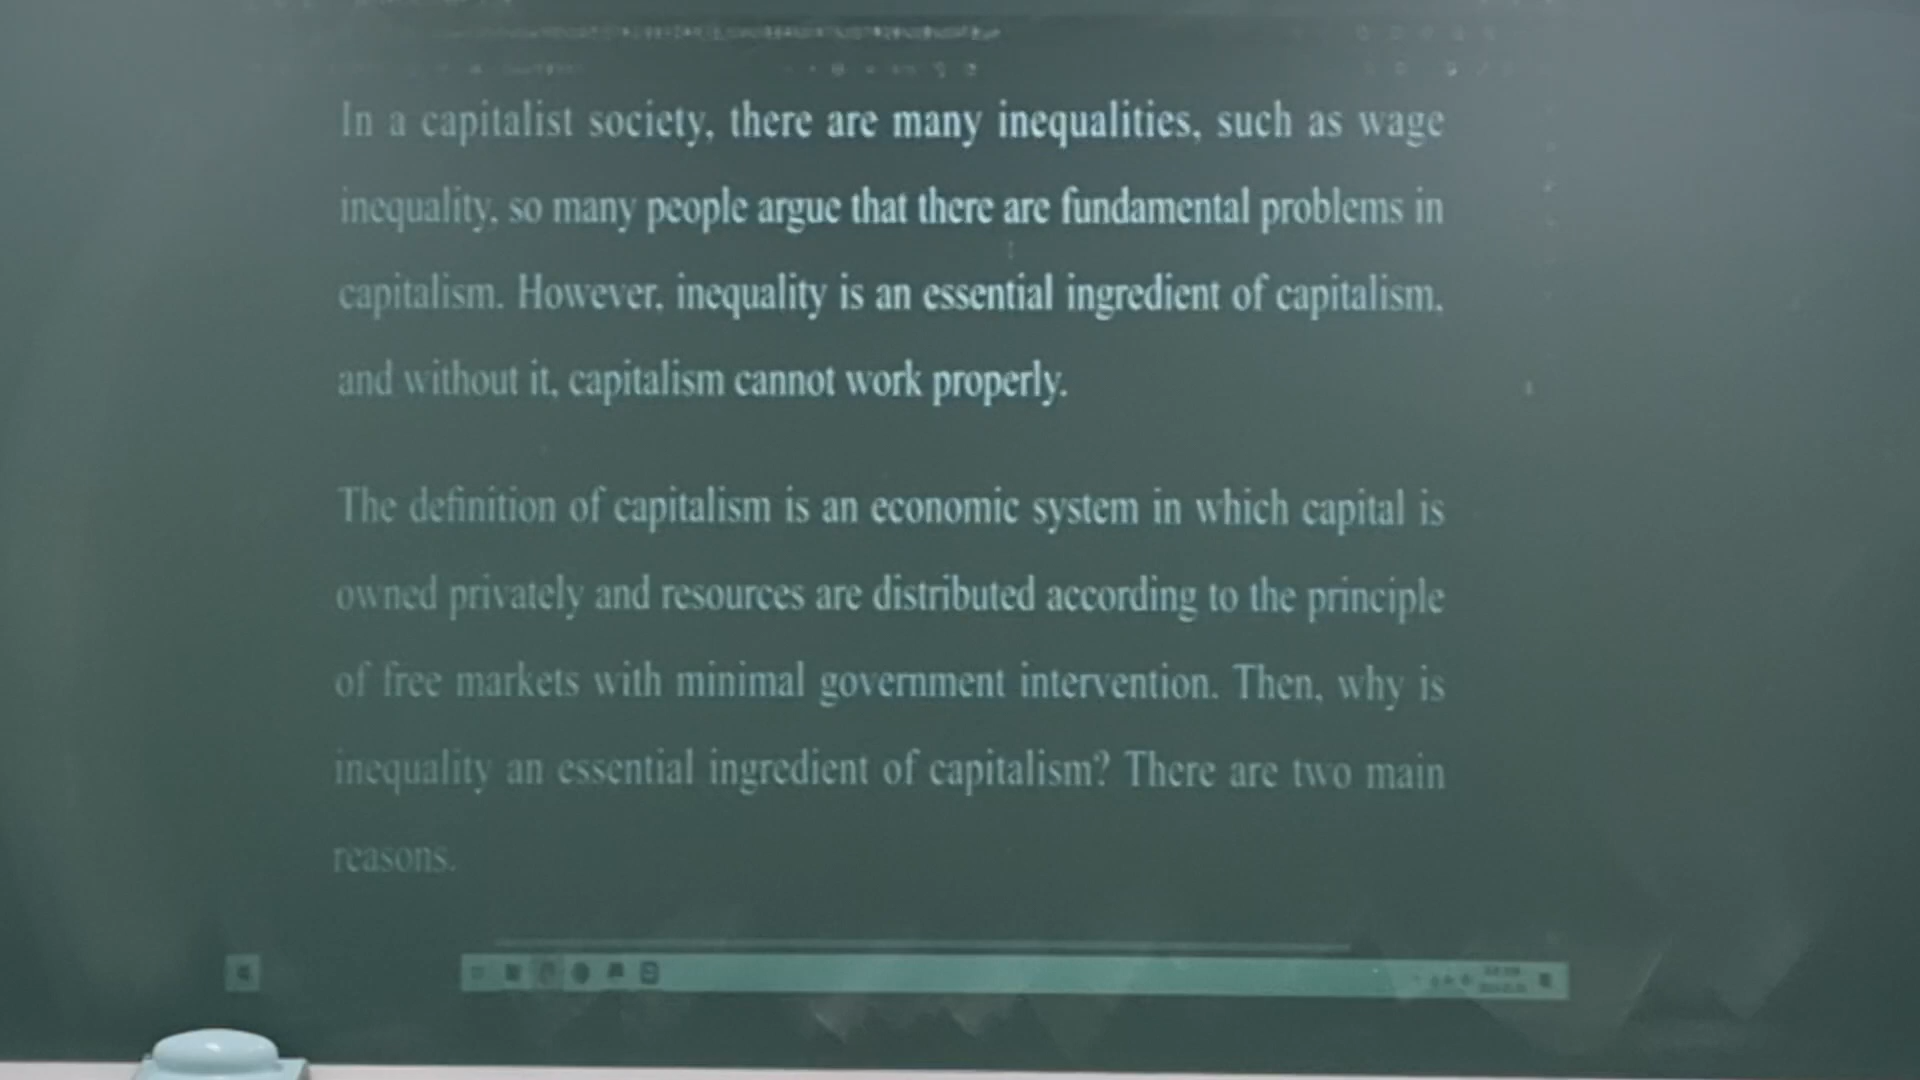 In a capitalist society, there are many inequalities, such as wage
inequality, so many people argue that there are fundamental problems in
capitalism. However, inequality is an essential ingredient of capitalism,
and without it, capitalism cannot work properly.
The definition of capitalism is an economic system in which capital is
owned privately and resources are distributed according to the principle
of free markets with minimal government intervention. Then, why is
inequality an essential ingredient of capitalism? There are two main
reasons.